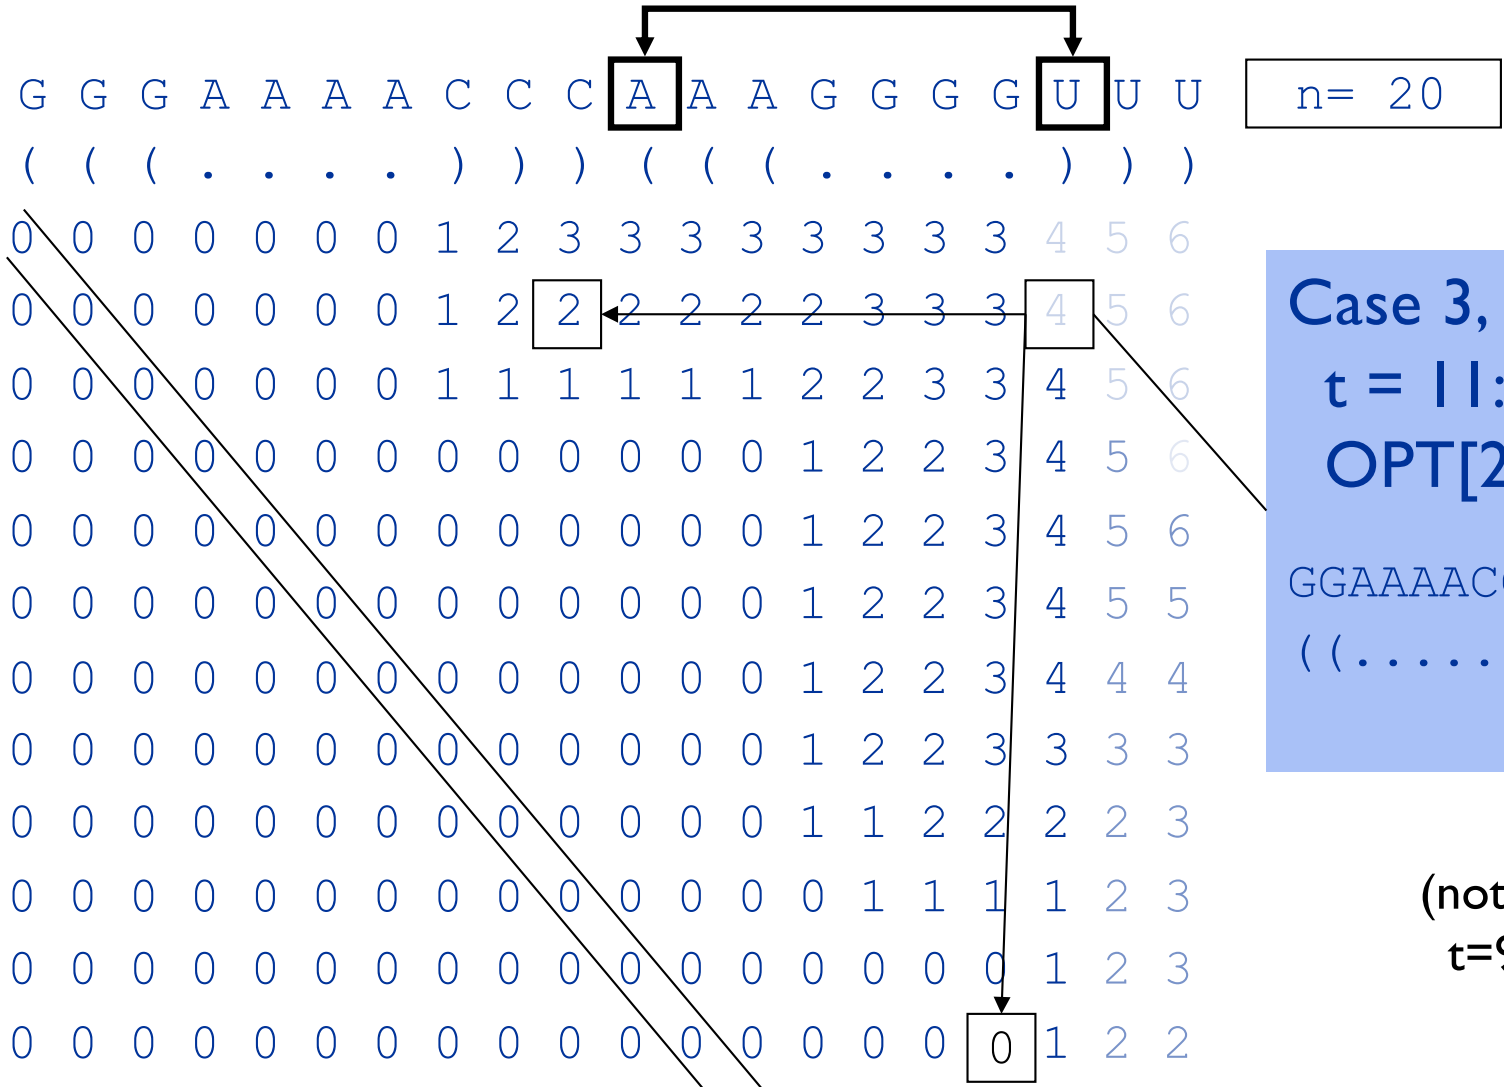 G G G A A A A C C C A A A G G G G U U U n= 20
( ( ( . . . . ) ) ) ( ( ( . . . . ) ) )
0 0 0 0 0 0 0 1 2 3 3 3 3 3 3 3 3 4 5 6
0 0 0 0 0 0 0 1 2 2 2 2 2 2 3 3 3 4 5 6
0 0 0 0 0 0 0 1 1 1 1 1 1 2 2 3 3 4 5 6
0 0 0 0 0 0 0 0 0 0 0 0 0 1 2 2 3 4 5 6
0 0 0 0 0 0 0 0 0 0 0 0 0 1 2 2 3 4 5 6
0 0 0 0 0 0 0 0 0 0 0 0 0 1 2 2 3 4 5 5
0 0 0 0 0 0 0 0 0 0 0 0 0 1 2 2 3 4 4 4
0 0 0 0 0 0 0 0 0 0 0 0 0 1 2 2 3 3 3 3
0 0 0 0 0 0 0 0 0 0 0 0 0 1 1 2 2 2 2 3
0 0 0 0 0 0 0 0 0 0 0 0 0 0 1 1 1 1 2 3
0 0 0 0 0 0 0 0 0 0 0 0 0 0 0 0 0 1 2 3
0 0 0 0 0 0 0 0 0 0 0 0 0 0 0 0 0 1 2 2
Case 3,
t = 11:
OPT[2
GGAAAAC
((.....
(not
t=9